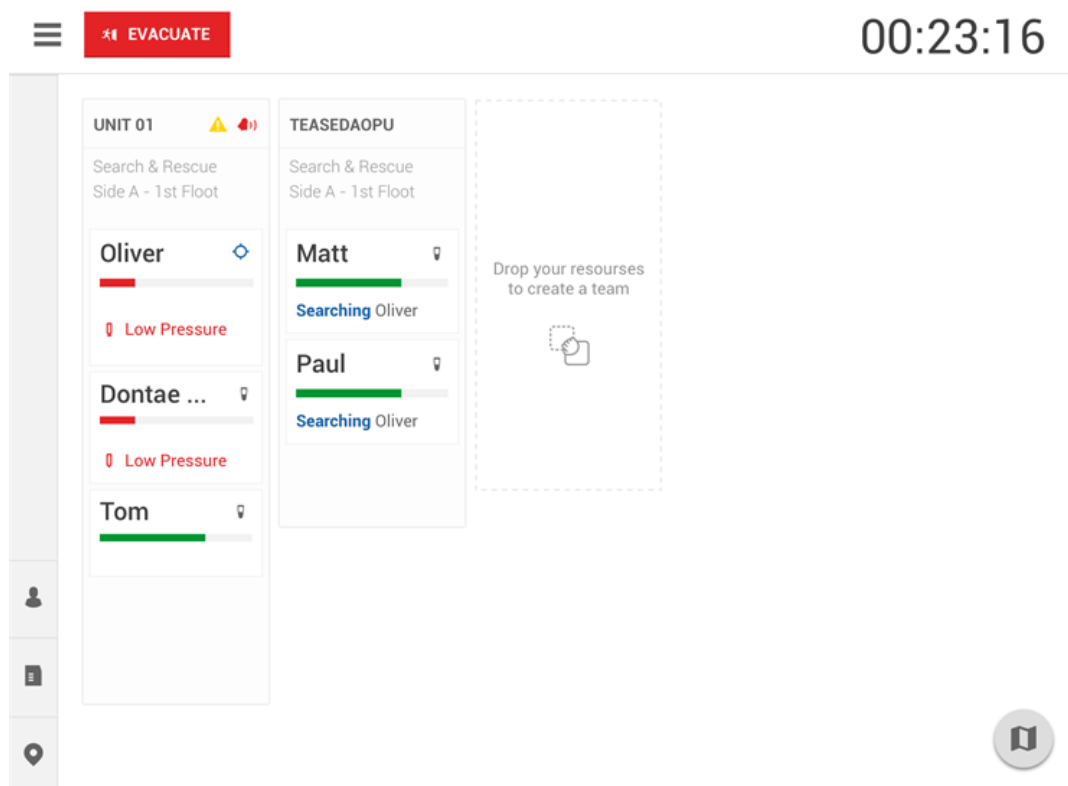 EVACUATE
00:23:16
UNIT 01
Search & Rescue
Side A - 1st Floot
Oliver
Low Pressure
Dontae ...
Low Pressure
Tom
TEASEDAOPU
Search & Rescue
Side A - 1st Floot
Matt
Searching Oliver
Paul
Searching Oliver
Drop your resourses
to create a team